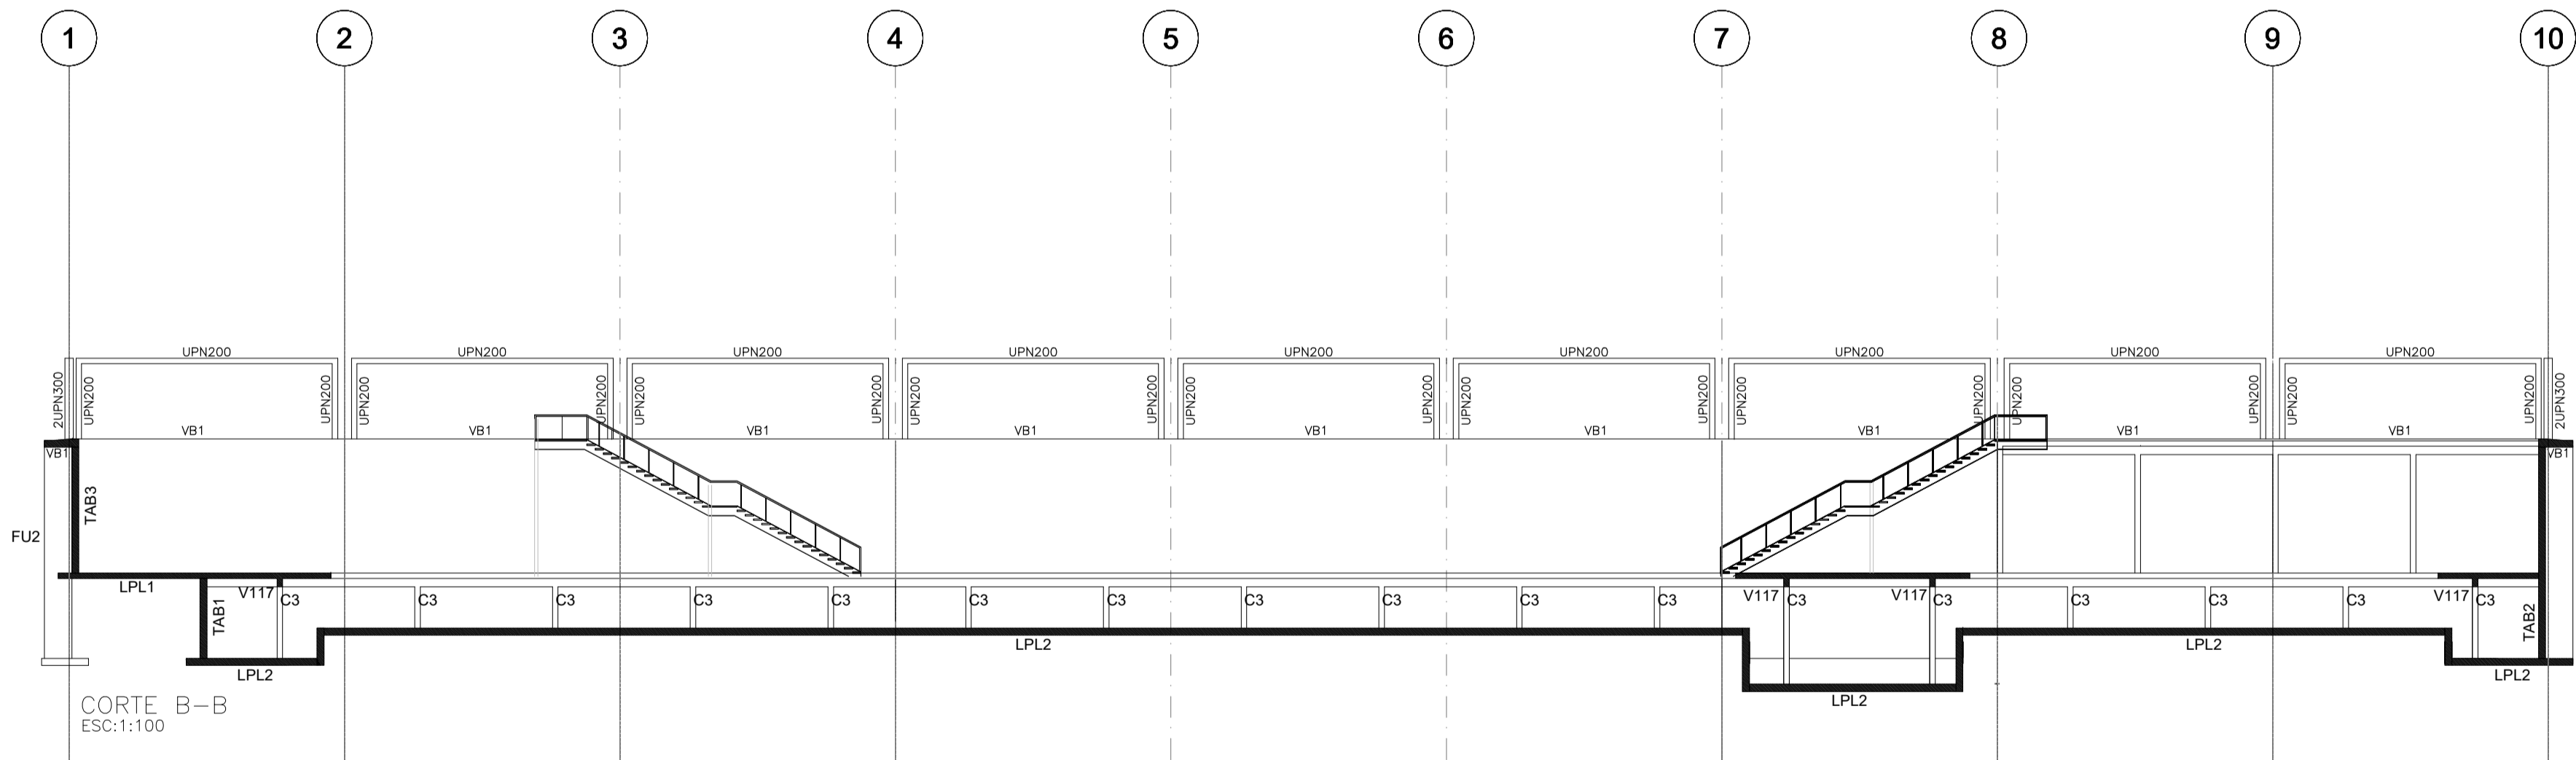 1 2 3 4 5 6 7 8 9 10
UPN200 UPN200 UPN200 UPN200 UPN200 UPN200 UPN200 UPN200 UPN200
2UPN300 UPN200 UPN200 UPN200 UPN200 UPN200 UPN200 UPN200 UPN200 UPN200 UPN200 UPN200 UPN200 UPN200 UPN200 UPN200 UPN200 UPN200 UPN200 2UPN300
VB1 VB1 VB1 VB1 VB1 VB1 VB1 VB1 VB1
VB1 VB1
TAB3
FU2
LPL1 V117 V117 V117 V117
C3 C3 C3 C3 C3 C3 C3 C3 C3 C3 C3 C3 C3 C3 C3 C3 C3
TAB1 TAB2
LPL2 LPL2
LPL2 LPL2
LPL2
CORTE B-B
ESC:1:100